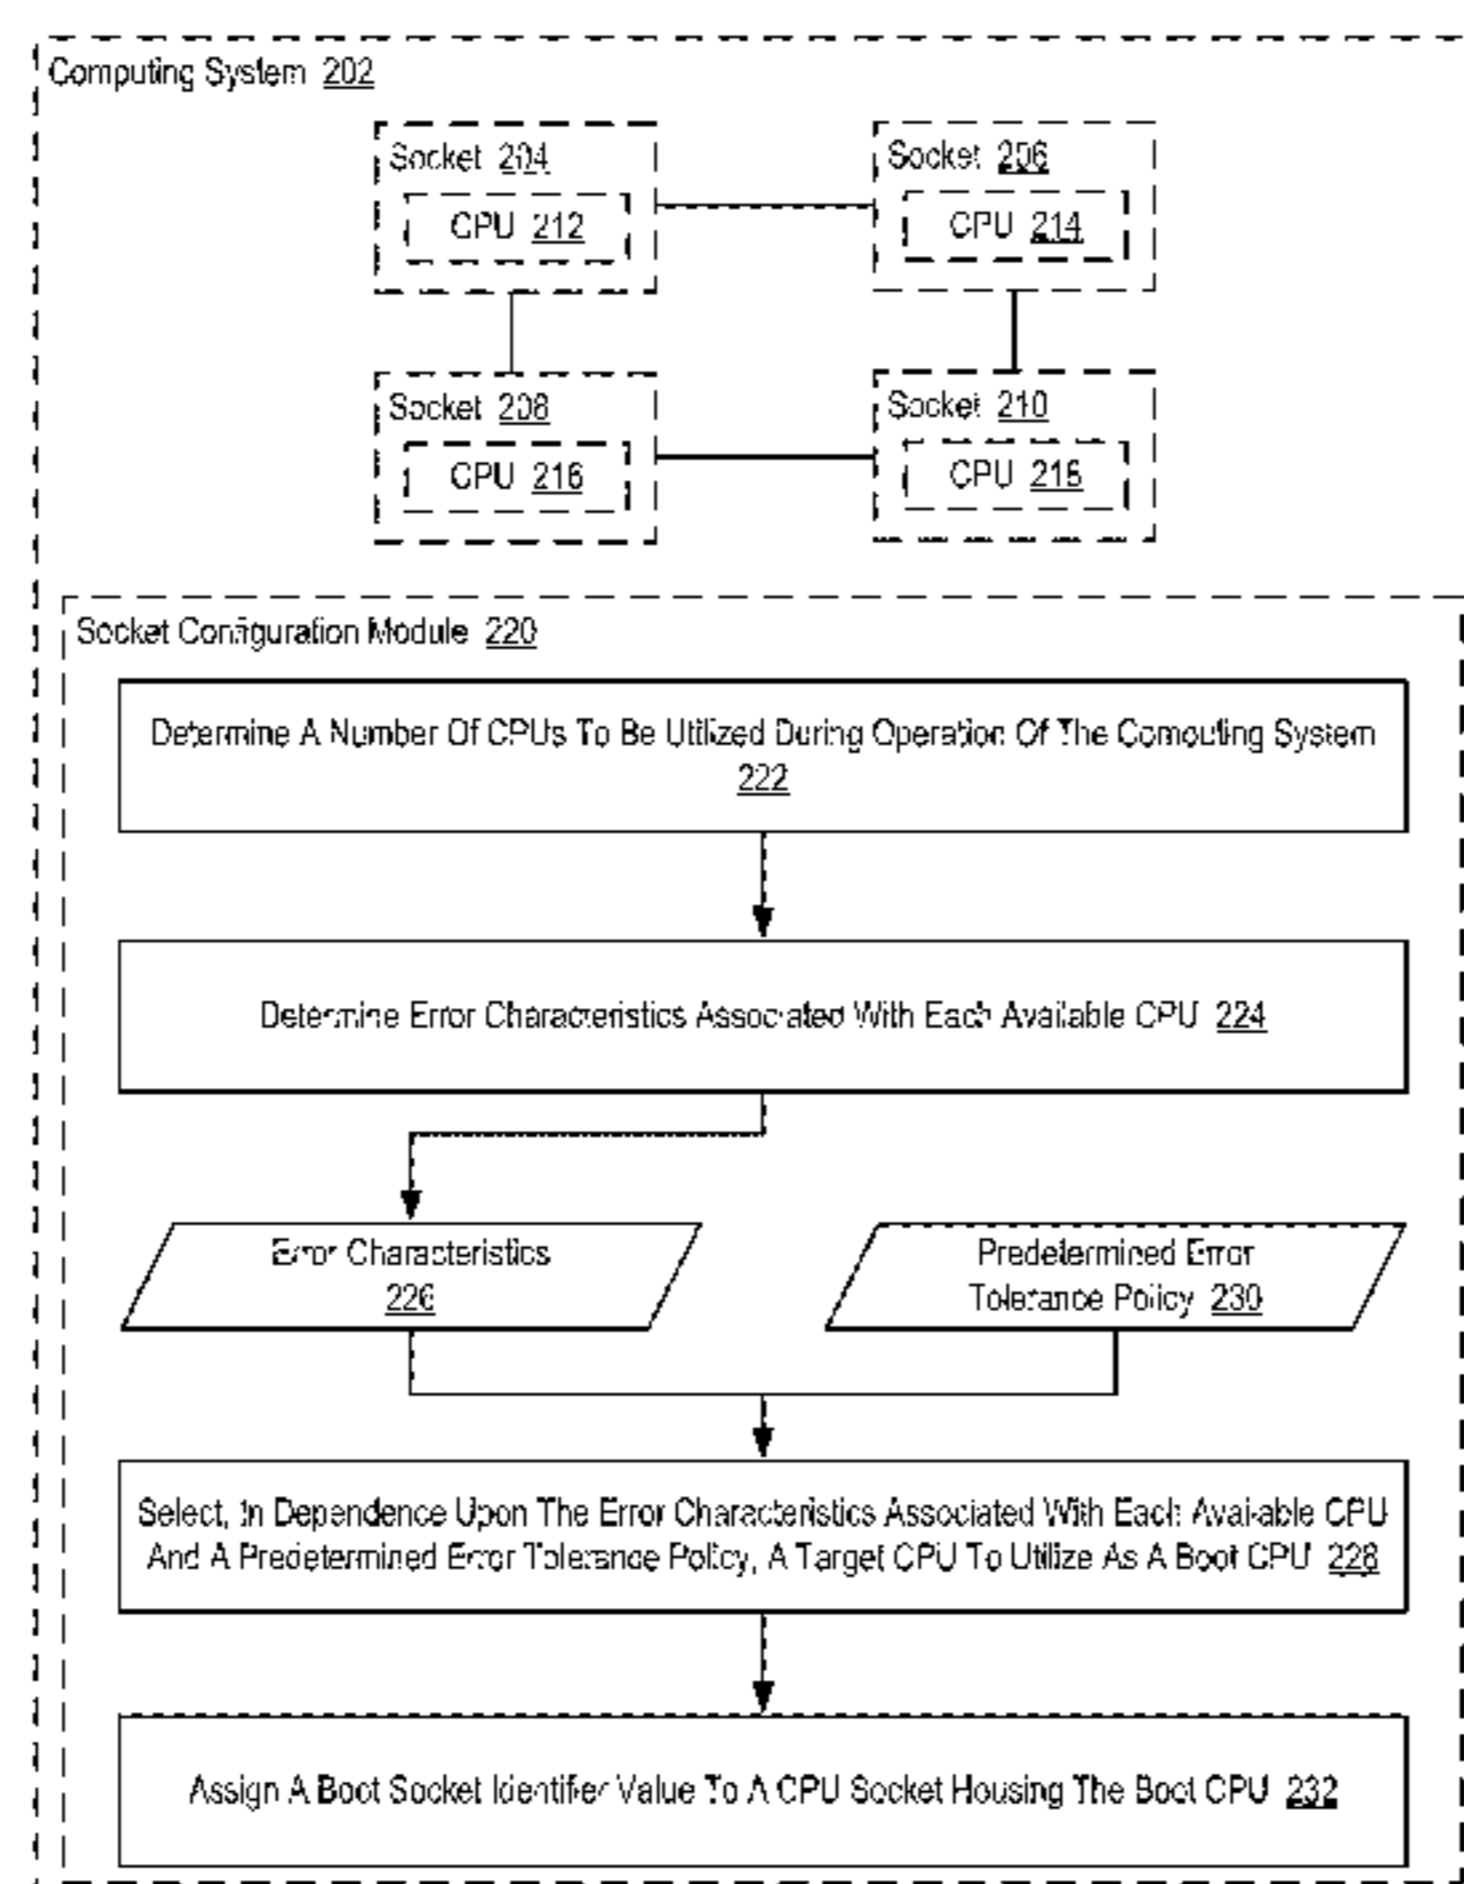 Computing System 202
Socket 204
CPU 212
Socket 206
CPU 214
Socket 208
CPU 216
Socket 210
CPU 218
Socket Configuration Module 220
Determine A Number Of CPUs To Be Utilized During Operation Of The Computing System
222
Determine Error Characteristics Associated With Each Available CPU 224
Error Characteristics
226
Predetermined Error
Tolerance Policy 230
Select, In Dependence Upon The Error Characteristics Associated With Each Available CPU
And A Predetermined Error Tolerance Policy, A Target CPU To Utilize As A Boot CPU 228
Assign A Boot Socket Identifer Value To A CPU Socket Housing The Boot CPU 232